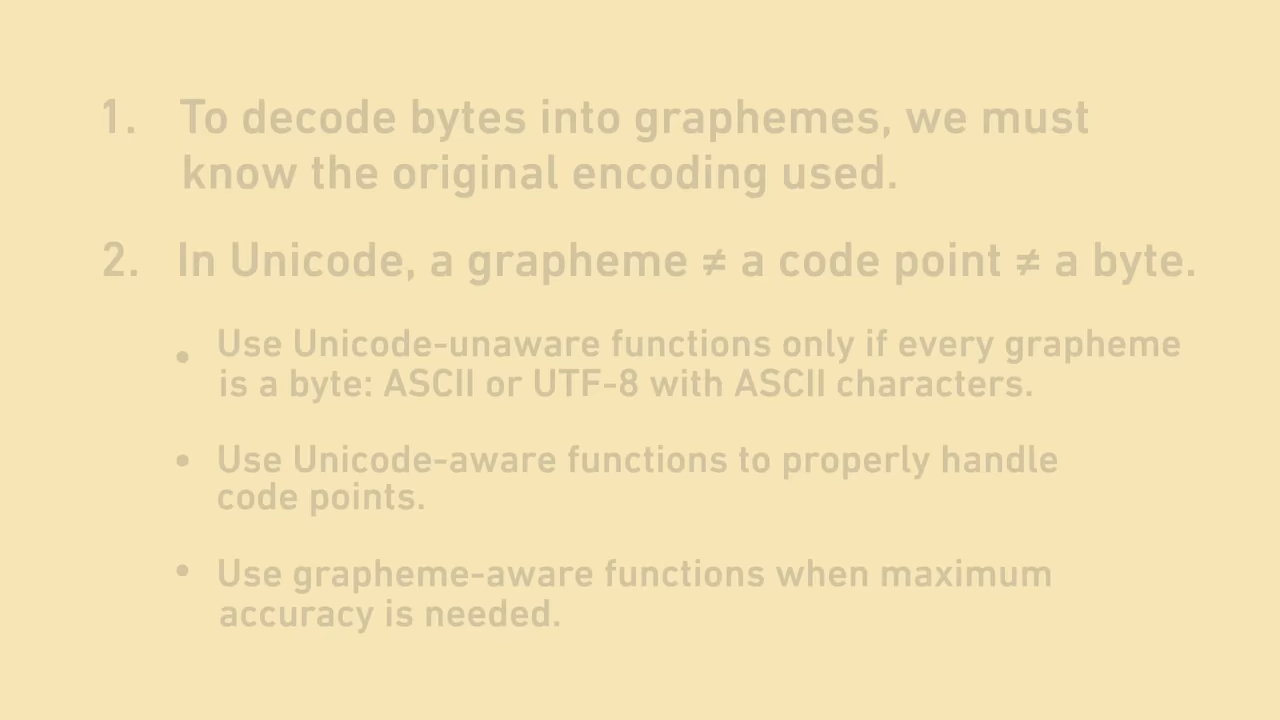 1. To decode bytes into graphemes, we must
know the original encoding used.
2. In Unicode, a grapheme ≠ a code point ≠ a byte.
• Use Unicode-unaware functions only if every grapheme
is a byte: ASCII or UTF-8 with ASCII characters.
• Use Unicode-aware functions to properly handle
code points.
• Use grapheme-aware functions when maximum
accuracy is needed.